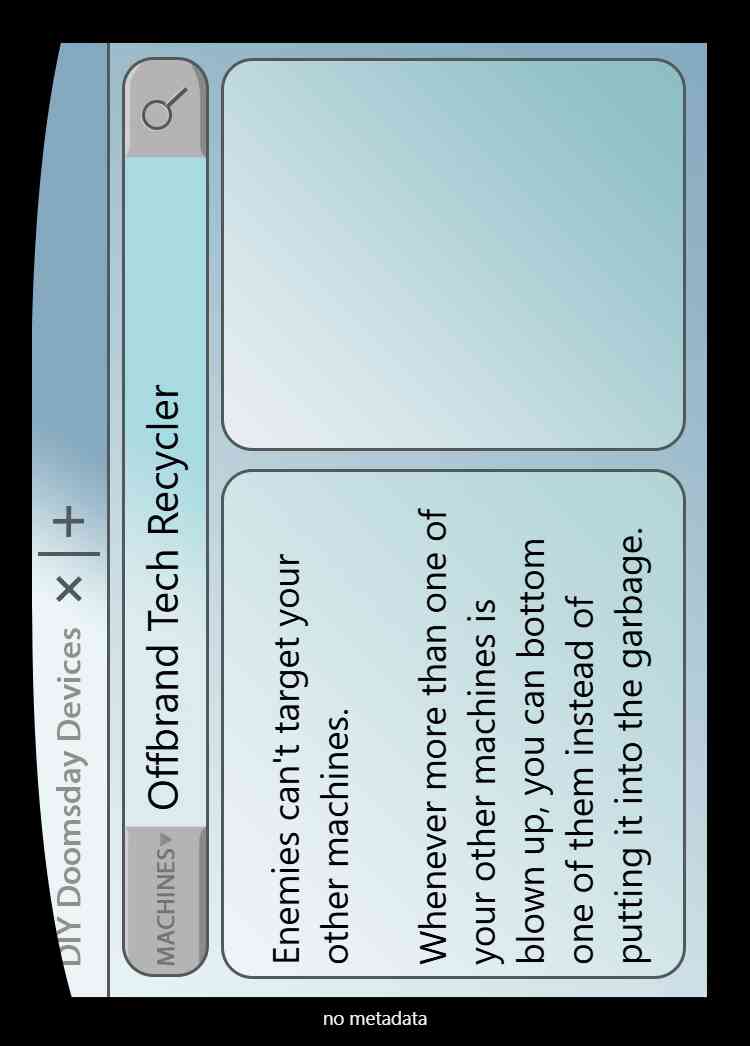 DIY Doomsday Devices × | +
MACHINES▾ Offbrand Tech Recycler
Enemies can't target your
other machines.
Whenever more than one of
your other machines is
blown up, you can bottom
one of them instead of
putting it into the garbage.
no metadata